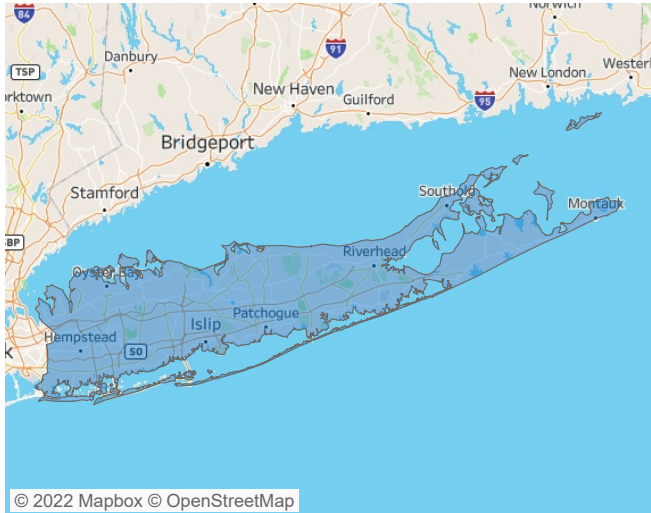 84
Norwich
Danbury
91
TSP
Westerl
New London
orktown
New Haven
95
Guilford
Bridgeport
Stamford
Southold
Montauk
BP
Riverhead
Oyster Bay
Patchogue
Islip
Hempstead
50
k
© 2022 Mapbox © OpenStreetMap